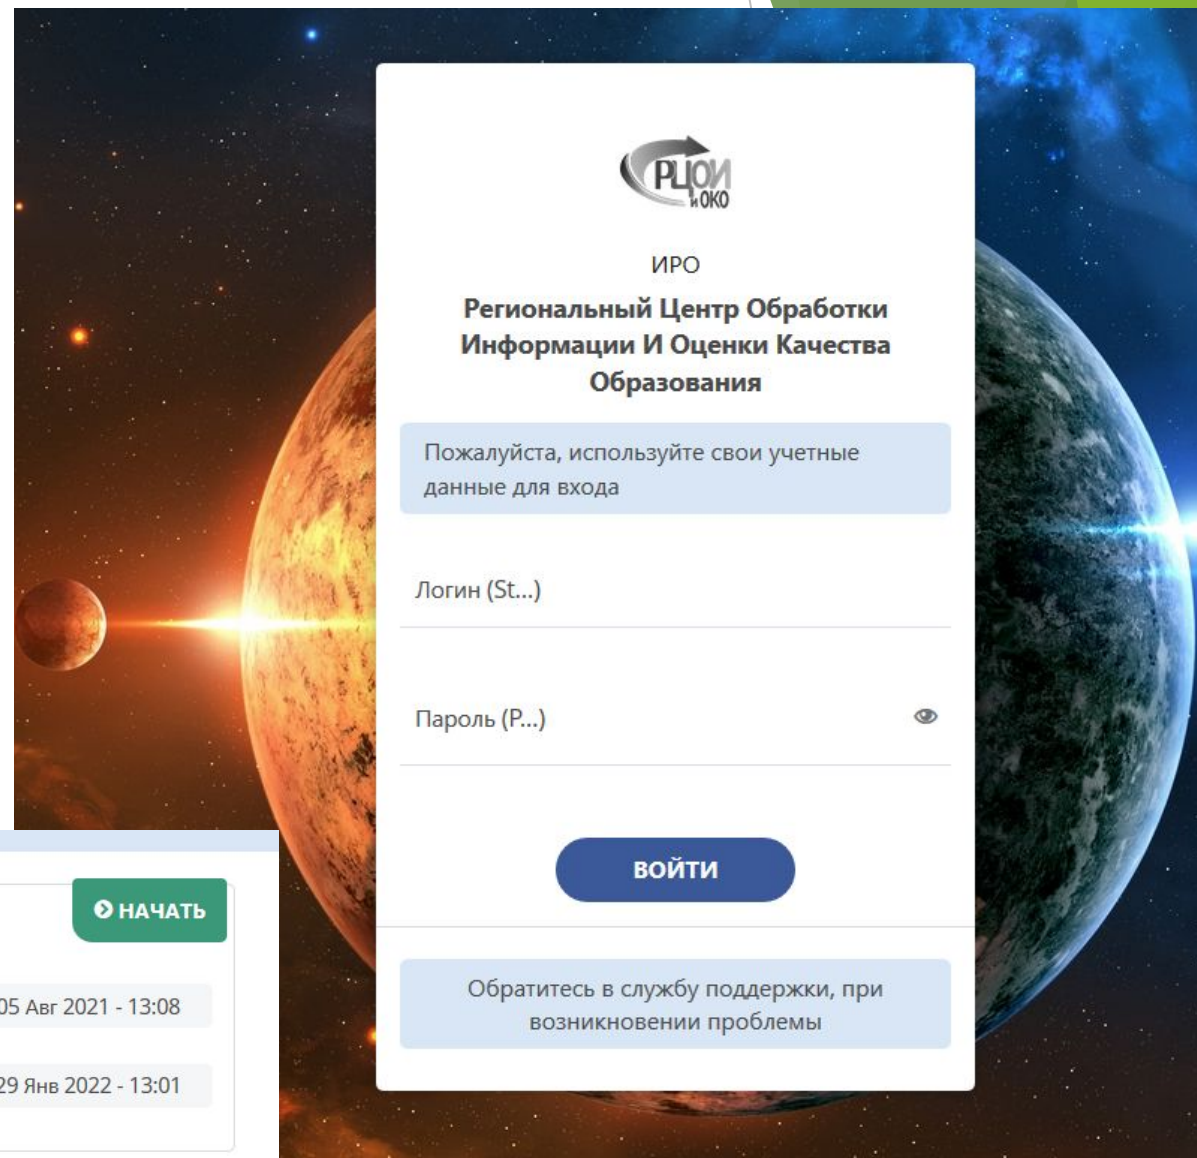 РЦОИ
и ОКО
ИРО
Региональный Центр Обработки
Информации И Оценки Качества
Образования
Пожалуйста, используйте свои учетные
данные для входа
Логин (St...)
Пароль (P...)
ВОЙТИ
Обратитесь в службу поддержки, при
возникновении проблемы
НАЧАТЬ
05 Авг 2021 - 13:08
29 Янв 2022 - 13:01